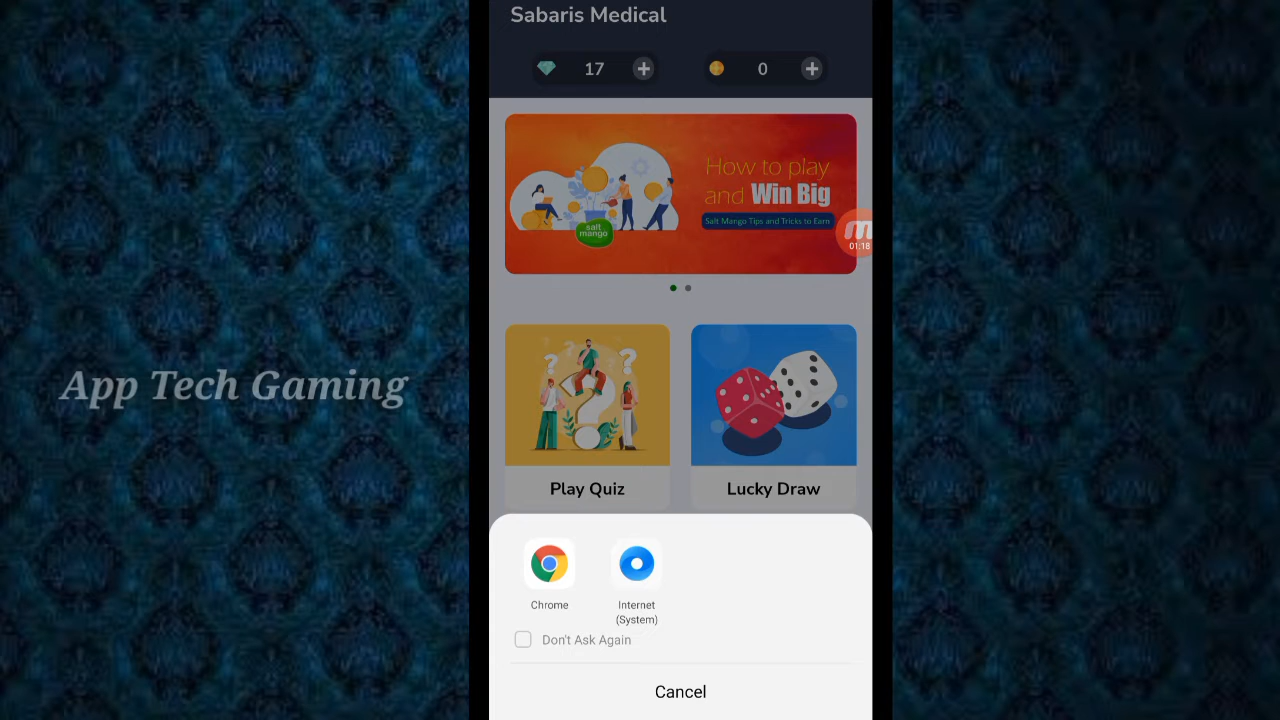 Sabaris Medical
17
0
How to play
and Win Big
Salt Mango Tips and Tricks to Earn
salt
mango
01:18
App Tech Gaming
Play Quiz
Lucky Draw
Chrome
Internet
(System)
Don't Ask Again
Cancel